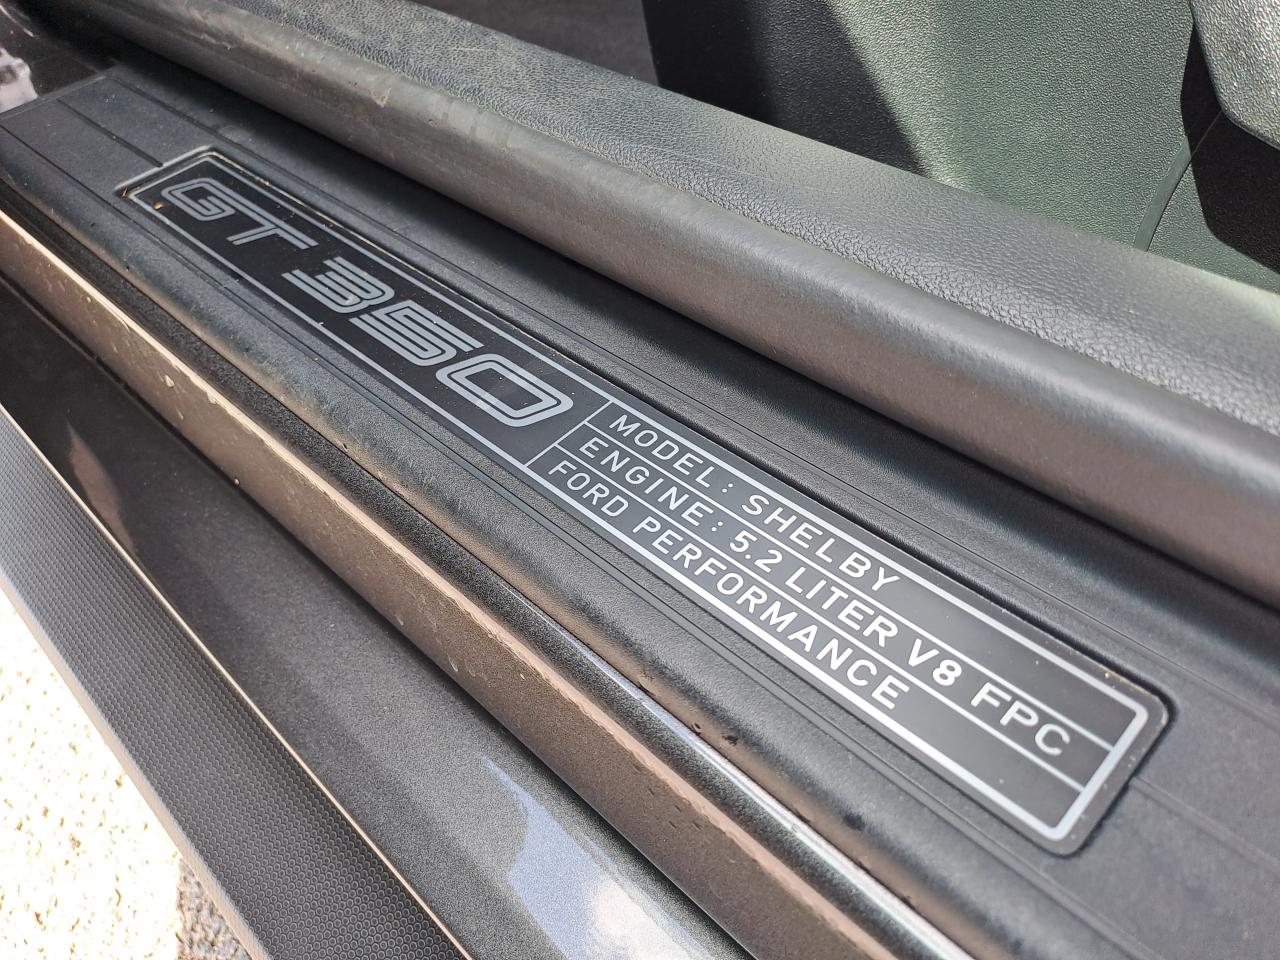 GT350
MODEL: SHELBY
ENGINE: 5.2 LITER V8 FPC
FORD PERFORMANCE